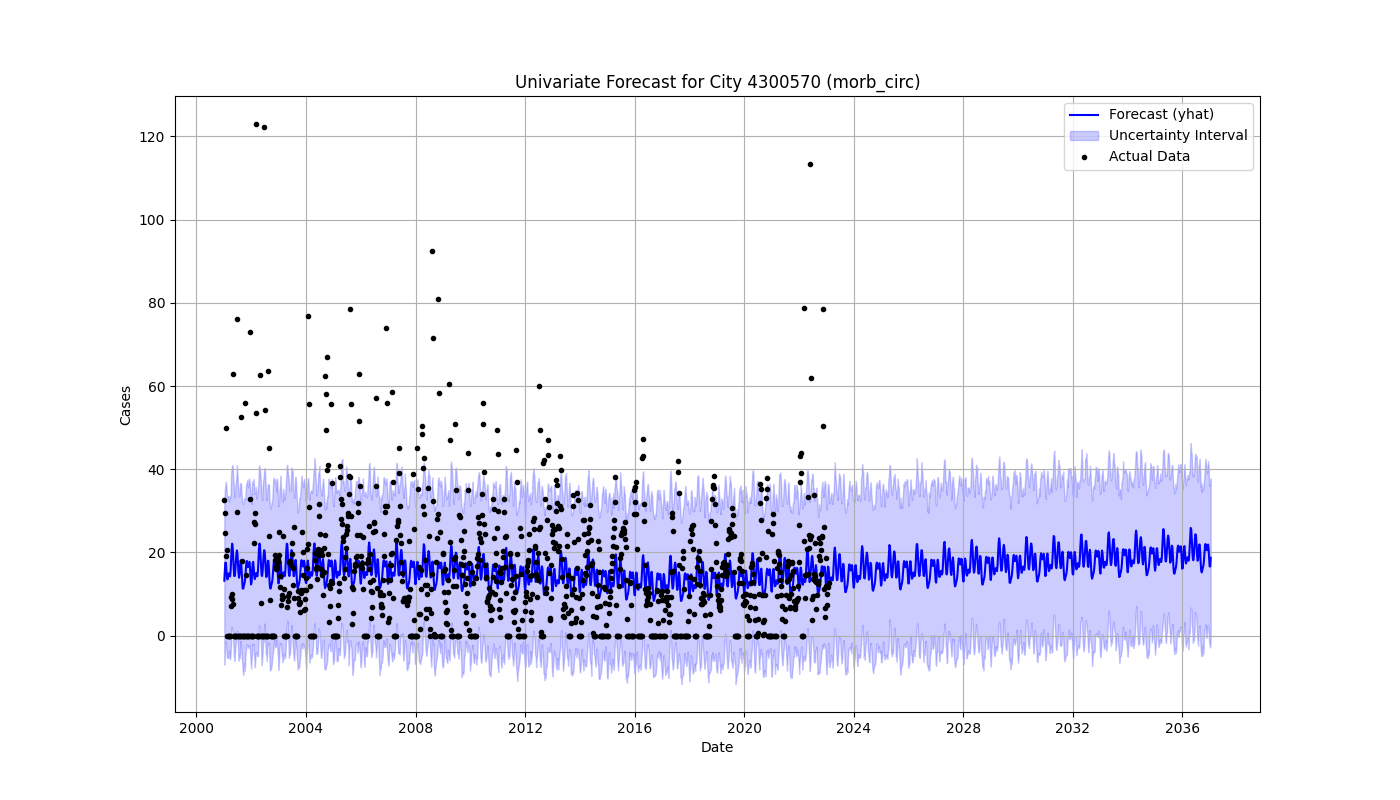 Univariate Forecast for City 4300570 (morb_circ)
Forecast (yhat)
Uncertainty Interval
Actual Data
120
100
80
60
40
20
0
Cases
2000 2004 2008 2012 2016 2020 2024 2028 2032 2036
Date